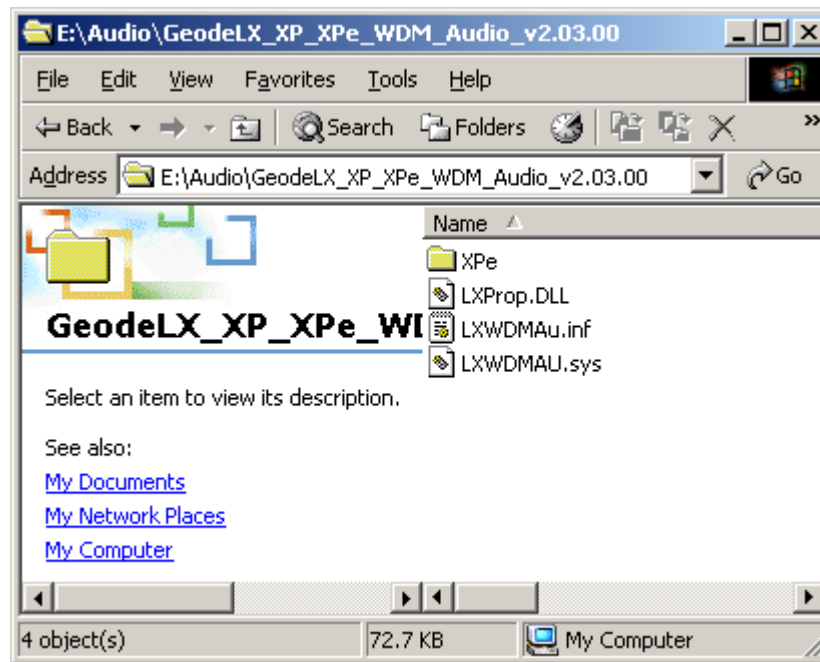 E:\Audio\GeodeLX_XP_XPe_WDM_Audio_v2.03.00
File Edit View Favorites Tools Help
Back Search Folders »
Address E:\Audio\GeodeLX_XP_XPe_WDM_Audio_v2.03.00 Go
Name
XPe
LXProp.DLL
GeodeLX_XP_XPe_WD
LXWDMAu.inf
LXWDMAU.sys
Select an item to view its description.
See also:
My Documents
My Network Places
My Computer
4 object(s) 72.7 KB My Computer